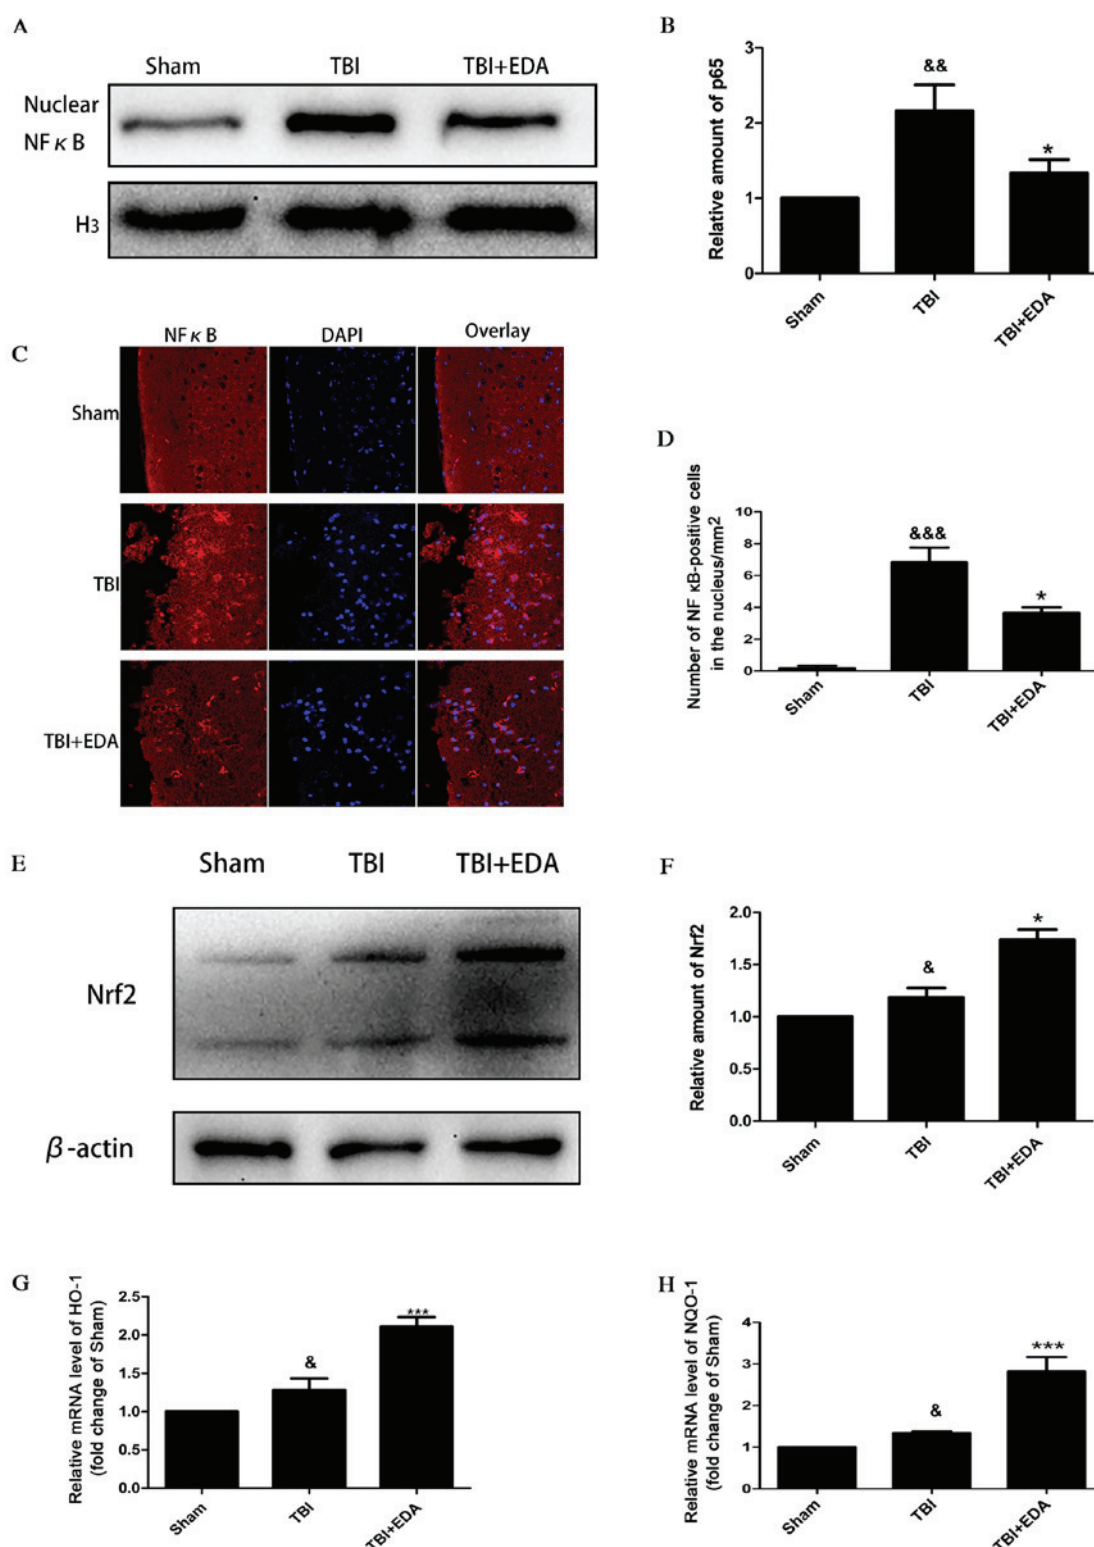 A
Sham TBI TBI+EDA
Nuclear
NFκB
H3
B
Relative amount of p65
3
2
1
0
&&
*
Sham
TBI
TBI+EDA
C
NFκB DAPI Overlay
Sham
TBI
TBI+EDA
D
Number of NF κB-positive cells
in the nucleus/mm2
10
8
6
4
2
0
&&&
*
Sham
TBI
TBI+EDA
E
Sham TBI TBI+EDA
Nrf2
β-actin
F
Relative amount of Nrf2
2.0
1.5
1.0
0.5
0.0
&
*
Sham
TBI
TBI+EDA
G
Relative mRNA level of HO-1
(fold change of Sham)
2.5
2.0
1.5
1.0
0.5
0.0
&
***
Sham
TBI
TBI+EDA
H
Relative mRNA level of NQO-1
(fold change of Sham)
4
3
2
1
0
&
***
Sham
TBI
TBI+EDA